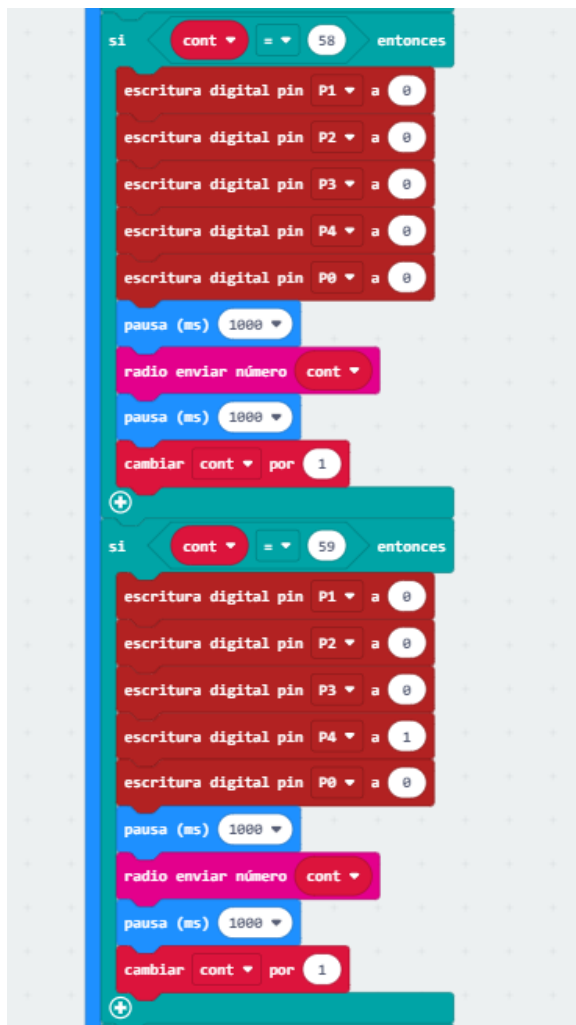 si cont = 58 entonces
escritura digital pin P1 a 0
escritura digital pin P2 a 0
escritura digital pin P3 a 0
escritura digital pin P4 a 0
escritura digital pin P0 a 0
pausa (ms) 1000
radio enviar número cont
pausa (ms) 1000
cambiar cont por 1
si cont = 59 entonces
escritura digital pin P1 a 0
escritura digital pin P2 a 0
escritura digital pin P3 a 0
escritura digital pin P4 a 1
escritura digital pin P0 a 0
pausa (ms) 1000
radio enviar número cont
pausa (ms) 1000
cambiar cont por 1